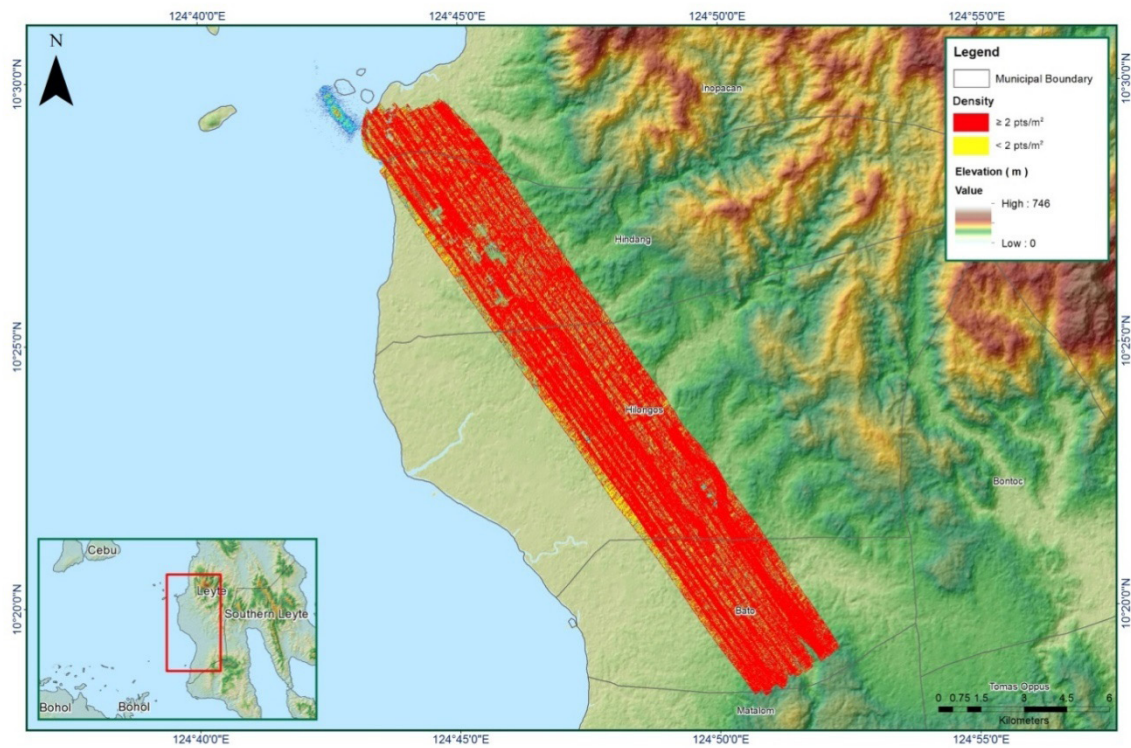 124°40'0"E
124°45'0"E
124°50'0"E
124°55'0"E
N
10°30'0"N
10°30'0"N
Legend
Municipal Boundary
Density
≥ 2 pts/m²
< 2 pts/m²
Elevation ( m )
Value
High : 746
Low : 0
Inopacan
Hindang
10°25'0"N
10°25'0"N
Hilongos
Bontoc
Cebu
Leyte
Southern Leyte
Bohol
Bohol
10°20'0"N
10°20'0"N
Bato
Tomas Oppus
Matalom
0 0.75 1.5 3 4.5 6
Kilometers
124°40'0"E
124°45'0"E
124°50'0"E
124°55'0"E